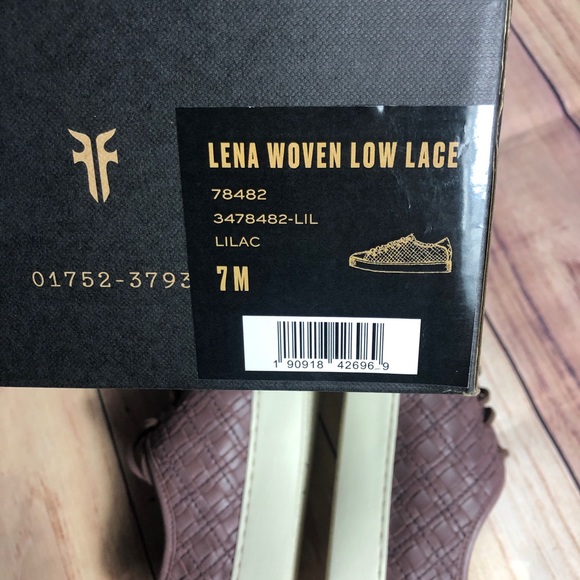 LENA WOVEN LOW LACE
78482
3478482-LIL
LILAC
7M
01752-3793
1 90918 42696 9